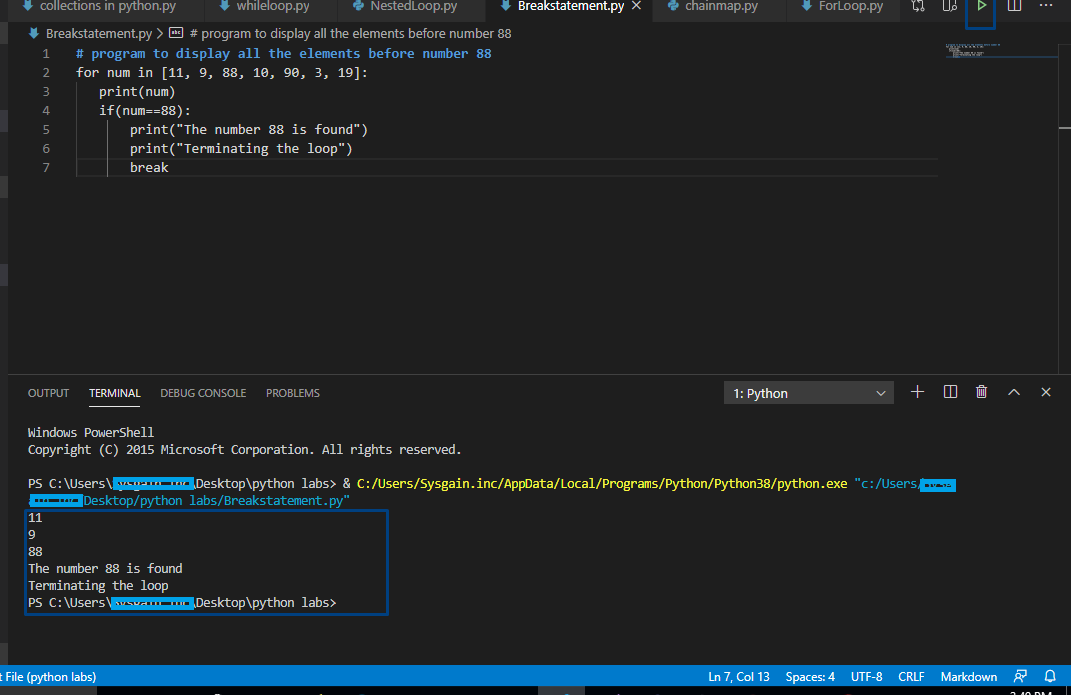 collections in python.py
whileloop.py
NestedLoop.py
Breakstatement.py
chainmap.py
ForLoop.py
Breakstatement.py > # program to display all the elements before number 88
1 # program to display all the elements before number 88
2 for num in [11, 9, 88, 10, 90, 3, 19]:
3 print(num)
4 if(num==88):
5 print("The number 88 is found")
6 print("Terminating the loop")
7 break
OUTPUT TERMINAL DEBUG CONSOLE PROBLEMS 1: Python
Windows PowerShell
Copyright (C) 2015 Microsoft Corporation. All rights reserved.
PS C:\Users\ \Desktop\python labs> & C:/Users/Sysgain.inc/AppData/Local/Programs/Python/Python38/python.exe "c:/Users/
Desktop/python labs/Breakstatement.py"
11
9
88
The number 88 is found
Terminating the loop
PS C:\Users\ \Desktop\python labs>
File (python labs) Ln 7, Col 13 Spaces: 4 UTF-8 CRLF Markdown